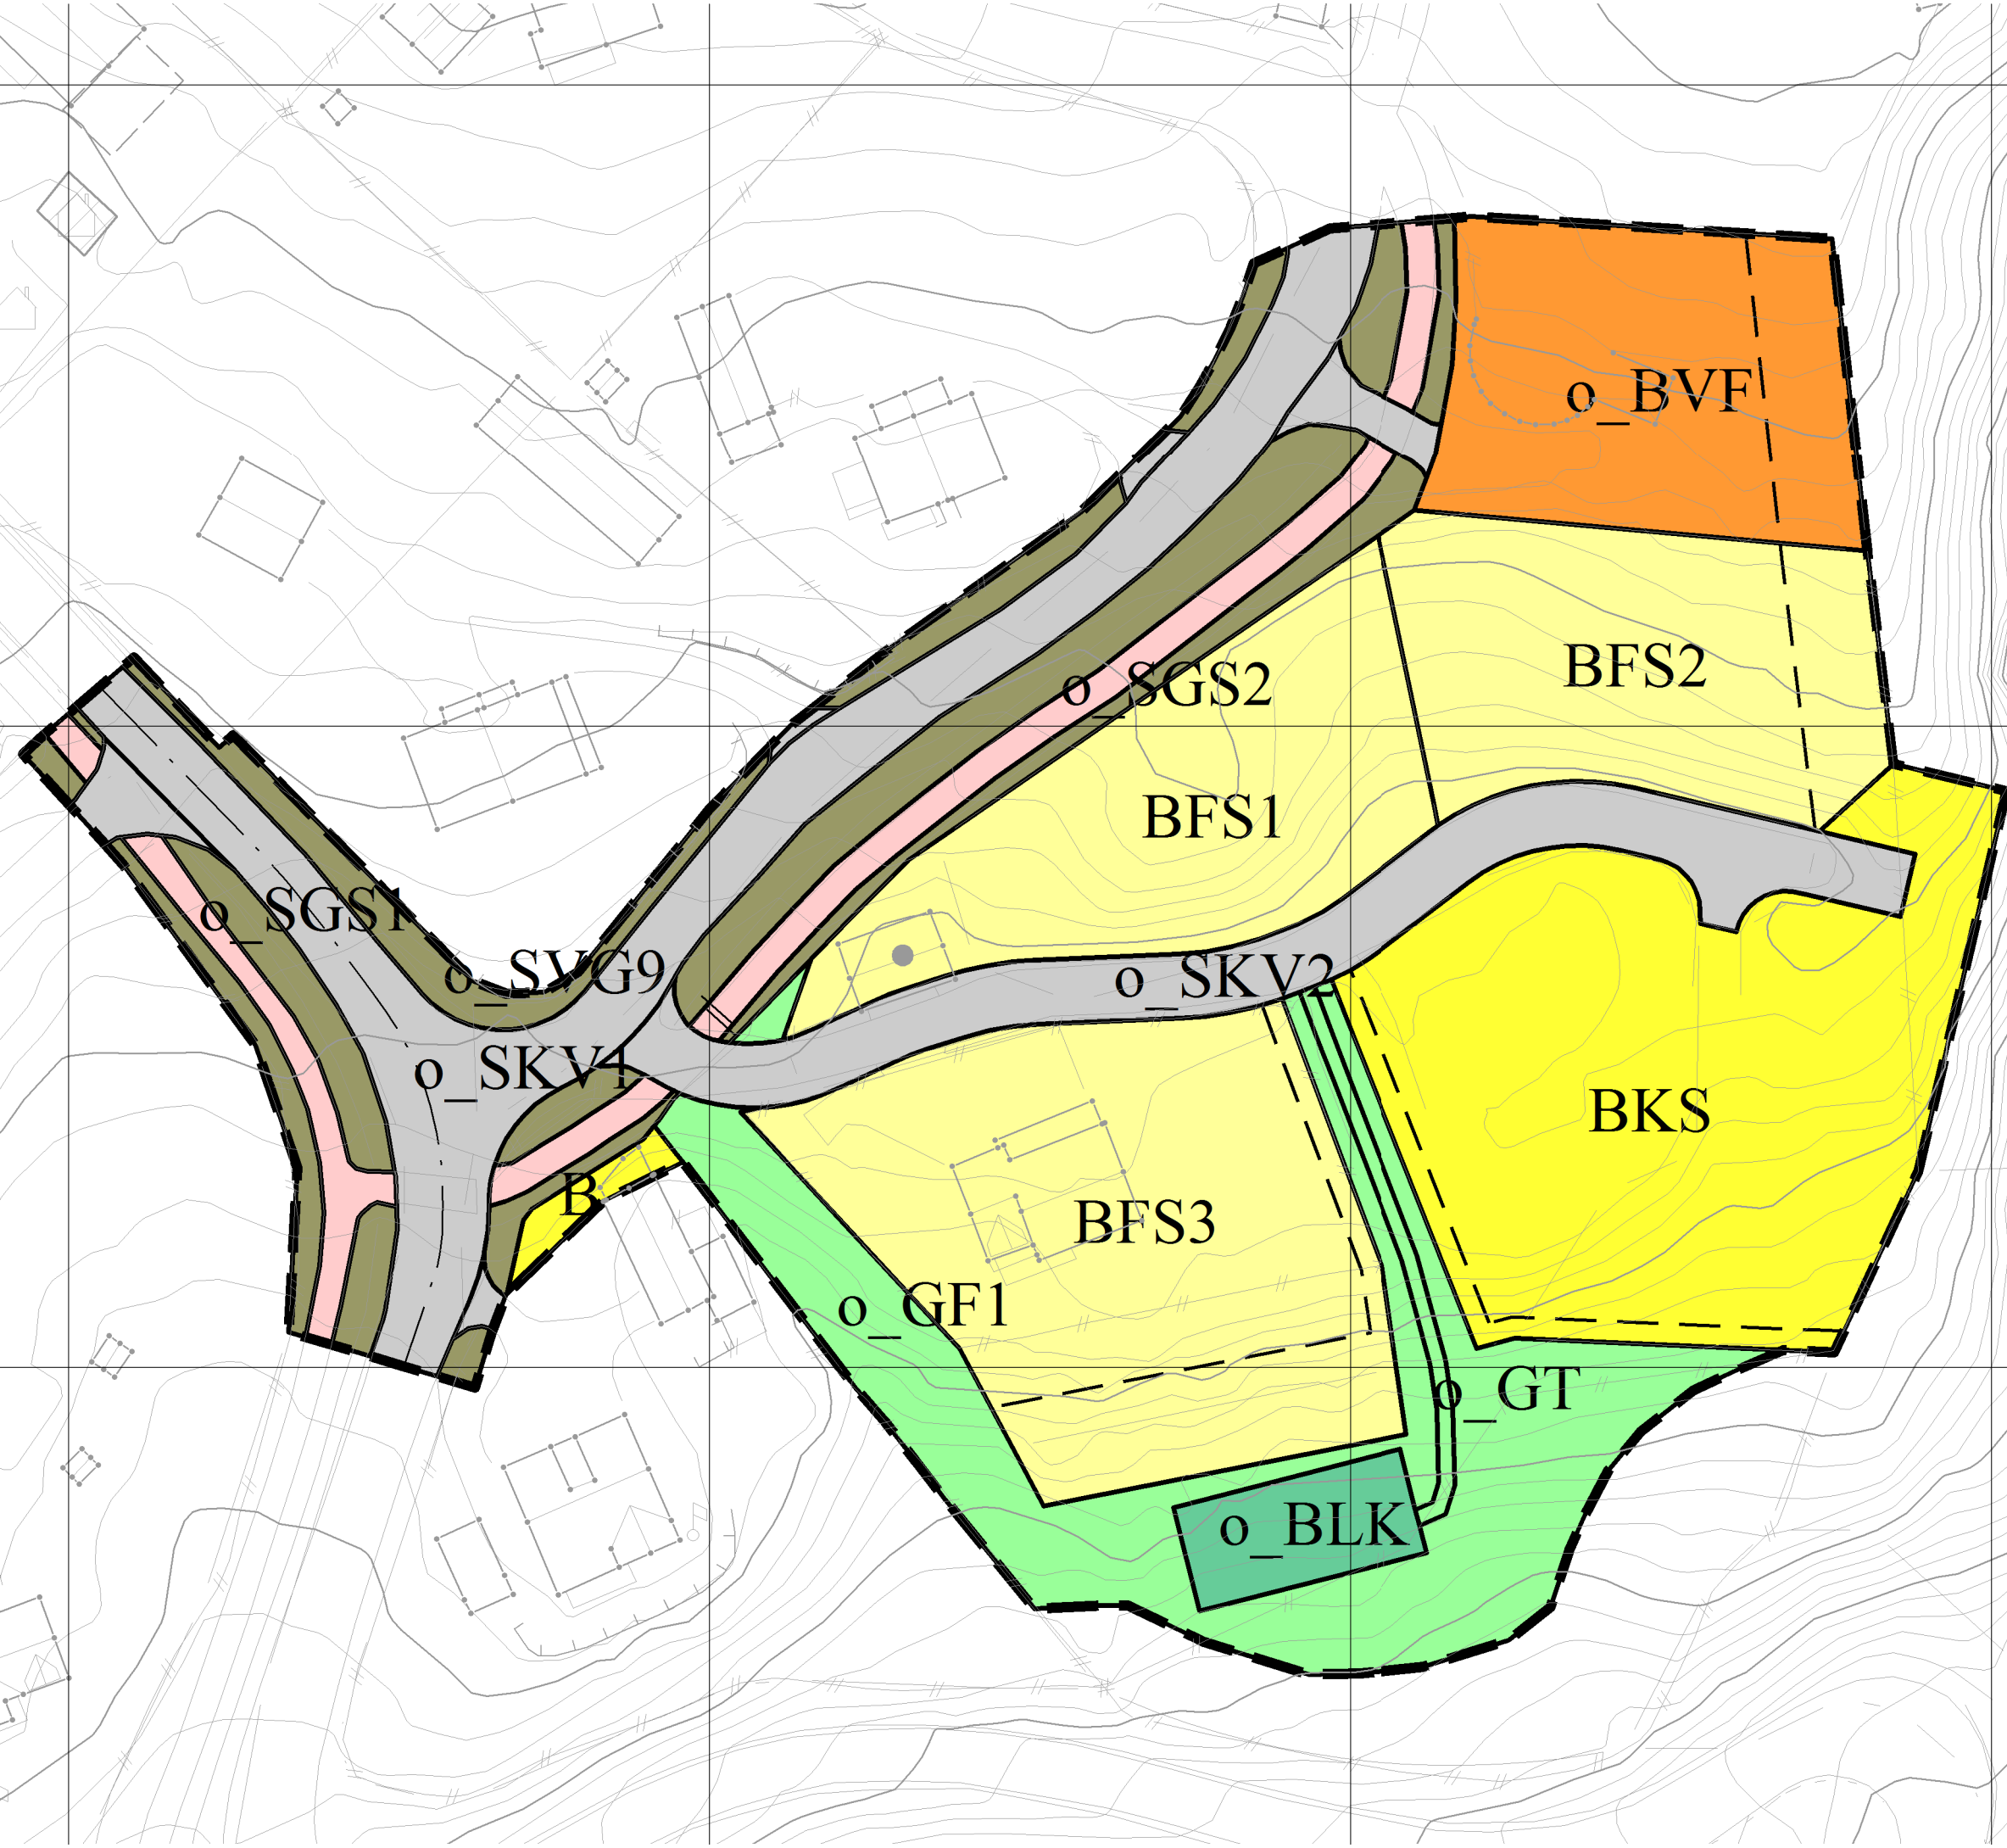 o_BVF
BFS2
o_SGS2
BFS1
o_SGS1
o_SVG9
o_SKV2
o_SKV1
BKS
B
BFS3
o_GF1
o_GT
o_BLK